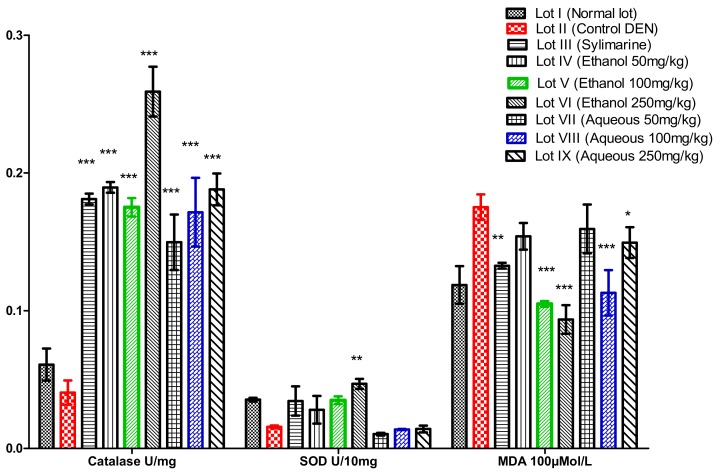 Lot I (Normal lot)
Lot II (Control DEN)
Lot III (Sylimarine)
Lot IV (Ethanol 50mg/kg)
Lot V (Ethanol 100mg/kg)
Lot VI (Ethanol 250mg/kg)
Lot VII (Aqueous 50mg/kg)
Lot VIII (Aqueous 100mg/kg)
Lot IX (Aqueous 250mg/kg)
0.3
0.2
0.1
0.0
*** *** *** *** *** *** ***
**
** *** *** *** *
Catalase U/mg SOD U/10mg MDA 100µMol/L